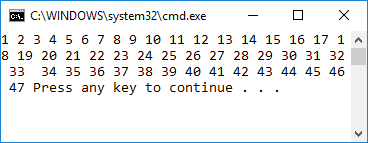 C:\WINDOWS\system32\cmd.exe
1 2 3 4 5 6 7 8 9 10 11 12 13 14 15 16 17 1
8 19 20 21 22 23 24 25 26 27 28 29 30 31 32
33  34 35 36 37 38 39 40 41 42 43 44 45 46
47 Press any key to continue . . .